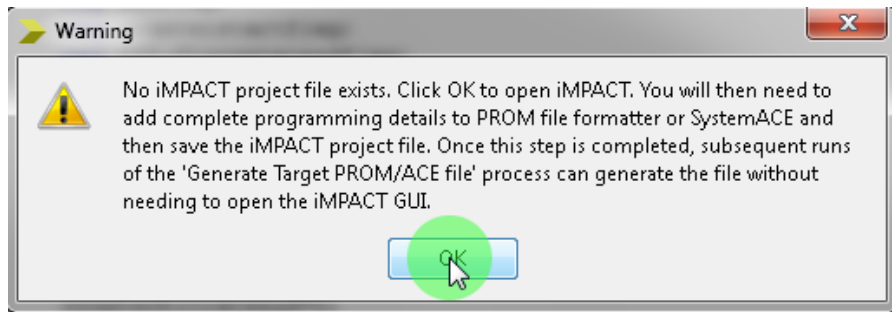 Warning
No iMPACT project file exists. Click OK to open iMPACT. You will then need to
add complete programming details to PROM file formatter or SystemACE and
then save the iMPACT project file. Once this step is completed, subsequent runs
of the 'Generate Target PROM/ACE file' process can generate the file without
needing to open the iMPACT GUI.
OK